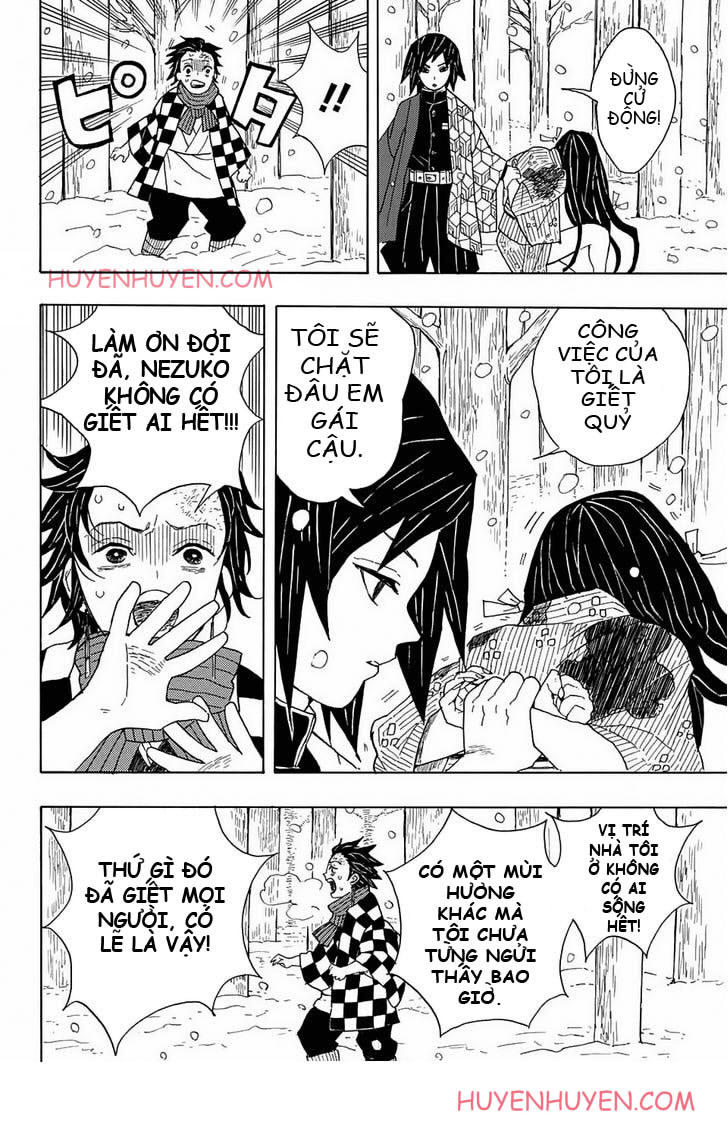 ĐỪNG
CỬ
ĐỘNG!
!!
ピタ
HUYENHUYEN.COM
CÔNG
VIỆC CỦA
TÔI LÀ
GIẾT
QUỶ
TÔI SẼ
CHẶT
ĐÂU EM
GÁI
CẬU.
LÀM ƠN ĐỢI
ĐÃ, NEZUKO
KHÔNG CÓ
GIẾT AI HẾT!!!
VỊ TRÍ
NHÀ TÔI
Ở KHÔNG
CÓ AI
SỐNG
HẾT!
CÓ MỘT MÙI
HƯƠNG
KHÁC MÀ
TÔI CHƯA
TỪNG NGỬI
THẤY BAO
GIỜ.
THỨ GÌ ĐÓ
ĐÃ GIẾT MỌI
NGƯỜI, CÓ
LẼ LÀ VẬY!
HUYENHUYEN.COM